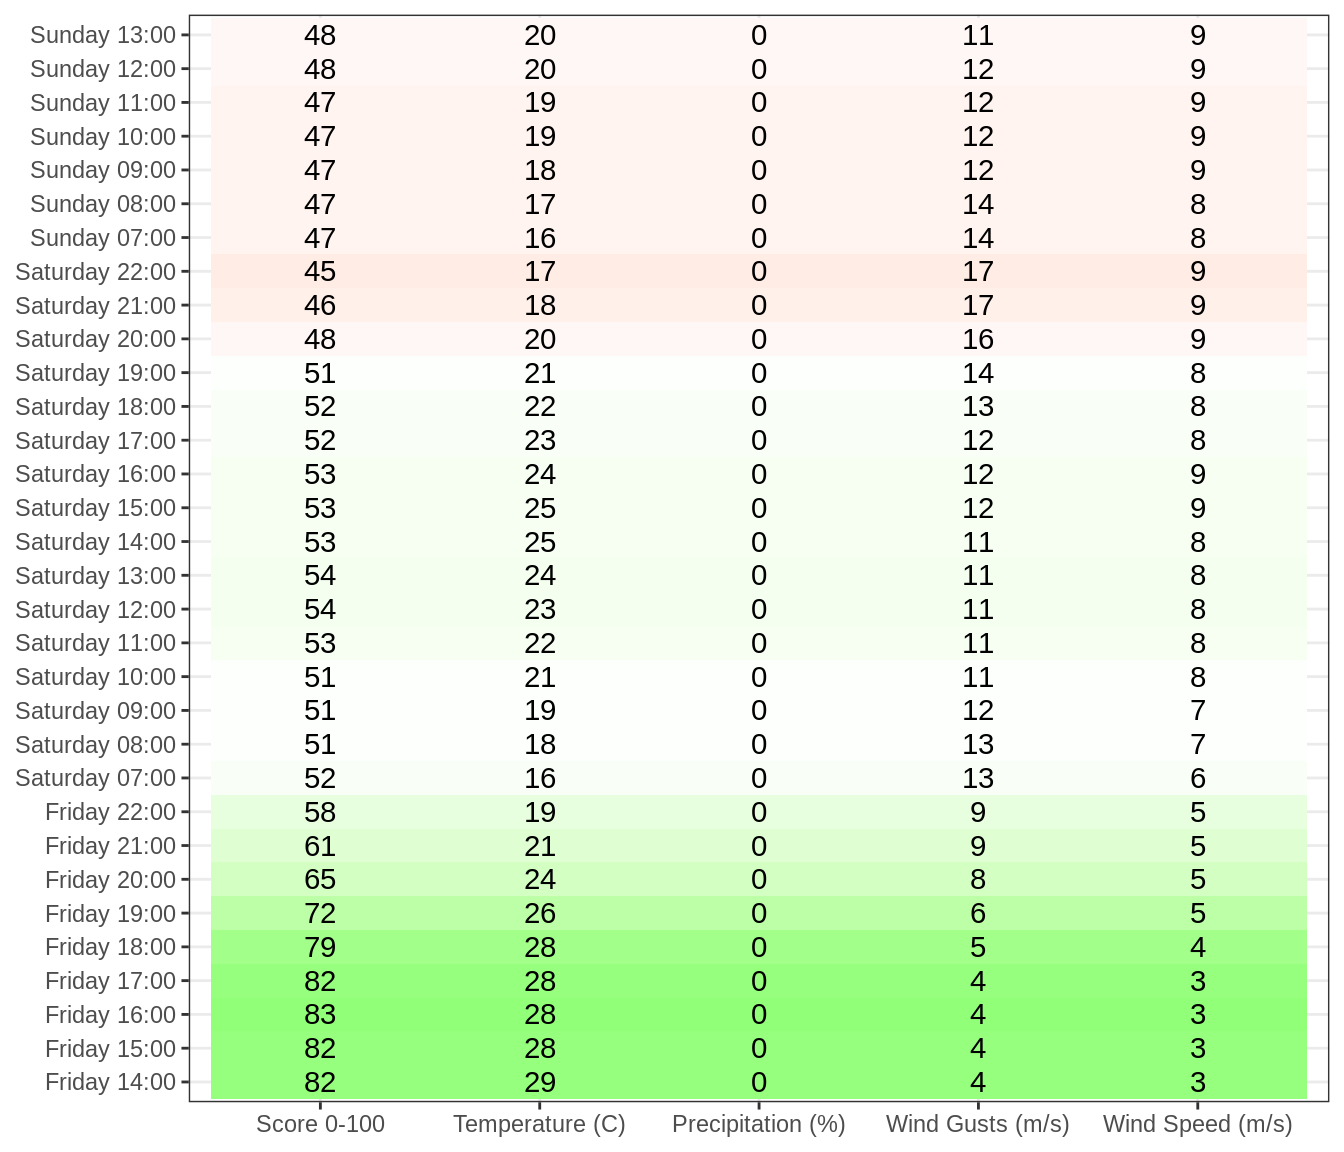 Sunday 13:00 48 20 0 11 9
Sunday 12:00 48 20 0 12 9
Sunday 11:00 47 19 0 12 9
Sunday 10:00 47 19 0 12 9
Sunday 09:00 47 18 0 12 9
Sunday 08:00 47 17 0 14 8
Sunday 07:00 47 16 0 14 8
Saturday 22:00 45 17 0 17 9
Saturday 21:00 46 18 0 17 9
Saturday 20:00 48 20 0 16 9
Saturday 19:00 51 21 0 14 8
Saturday 18:00 52 22 0 13 8
Saturday 17:00 52 23 0 12 8
Saturday 16:00 53 24 0 12 9
Saturday 15:00 53 25 0 12 9
Saturday 14:00 53 25 0 11 8
Saturday 13:00 54 24 0 11 8
Saturday 12:00 54 23 0 11 8
Saturday 11:00 53 22 0 11 8
Saturday 10:00 51 21 0 11 8
Saturday 09:00 51 19 0 12 7
Saturday 08:00 51 18 0 13 7
Saturday 07:00 52 16 0 13 6
Friday 22:00 58 19 0 9 5
Friday 21:00 61 21 0 9 5
Friday 20:00 65 24 0 8 5
Friday 19:00 72 26 0 6 5
Friday 18:00 79 28 0 5 4
Friday 17:00 82 28 0 4 3
Friday 16:00 83 28 0 4 3
Friday 15:00 82 28 0 4 3
Friday 14:00 82 29 0 4 3
Score 0-100 Temperature (C) Precipitation (%) Wind Gusts (m/s) Wind Speed (m/s)